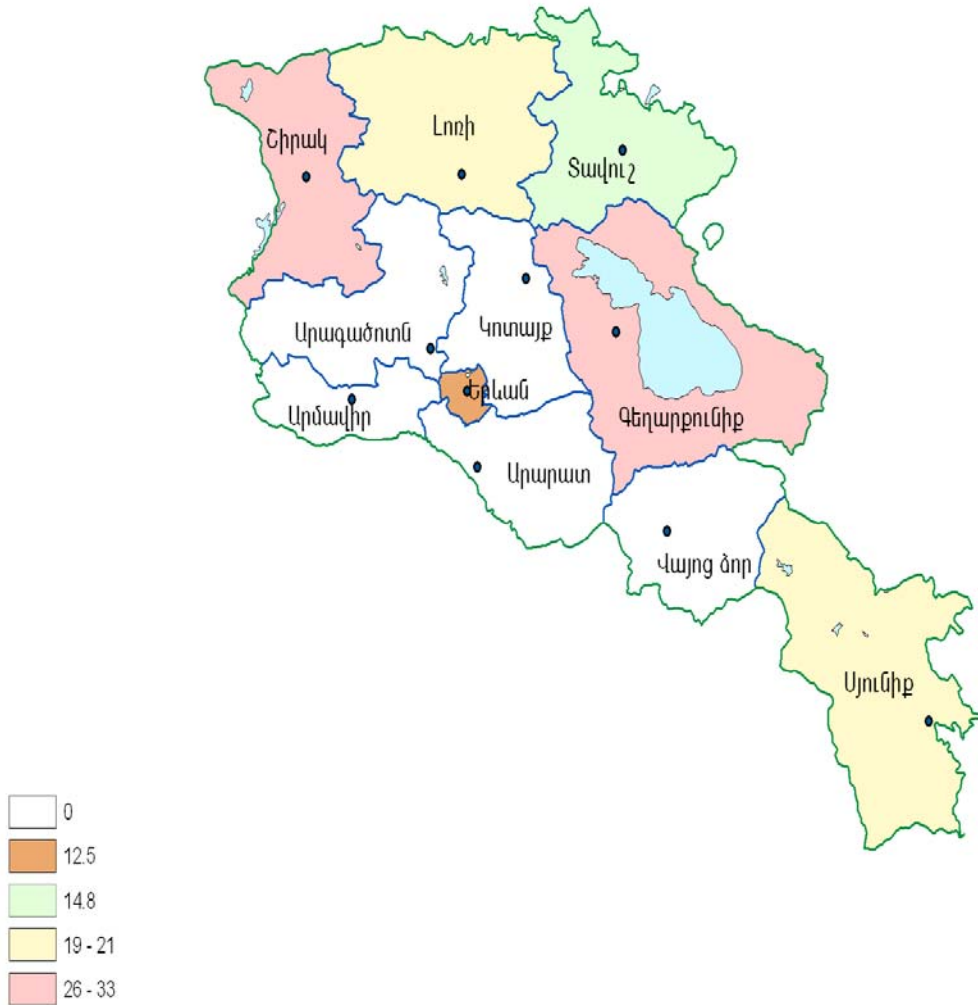 Լոռի
Շիրակ
Տավուշ
Արագածոտն
Կոտայք
Երևան
Արմավիր
Գեղարքունիք
Արարատ
Վայոց ձոր
Սյունիք
0
12.5
14.8
19 - 21
26 - 33